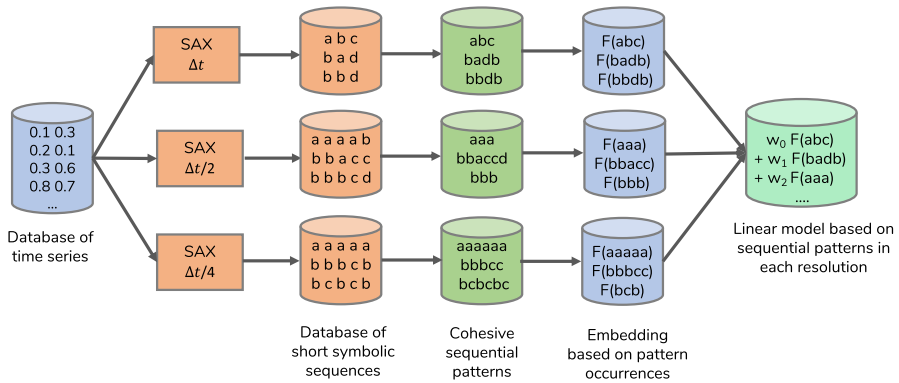 0.1 0.3
0.2 0.1
0.3 0.6
0.8 0.7
...
Database of
time series
SAX
Δt
SAX
Δt/2
SAX
Δt/4
a b c
b a d
b b d
a a a a b
b b a c c
b b b c d
a a a a a
b b b c b
b c b c b
Database of
short symbolic
sequences
abc
badb
bbdb
aaa
bbaccd
bbb
aaaaaa
bbbcc
bcbcbc
Cohesive
sequential
patterns
F(abc)
F(badb)
F(bbdb)
F(aaa)
F(bbacc)
F(bbb)
F(aaaaa)
F(bbbcc)
F(bcb)
Embedding
based on pattern
occurrences
w₀ F(abc)
+ w₁ F(badb)
+ w₂ F(aaa)
....
Linear model based on
sequential patterns in
each resolution